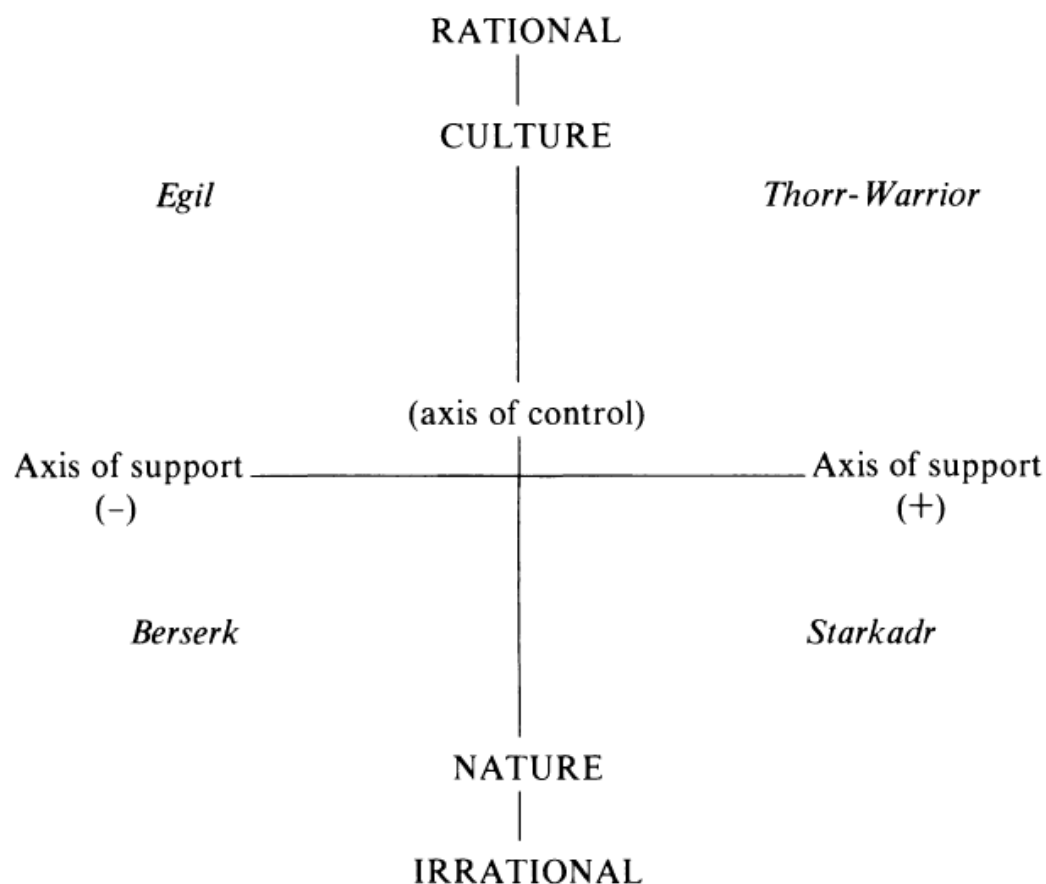 RATIONAL
CULTURE
Egil
Thorr-Warrior
(axis of control)
Axis of support
(–)
Axis of support
(+)
Berserk
Starkadr
NATURE
IRRATIONAL